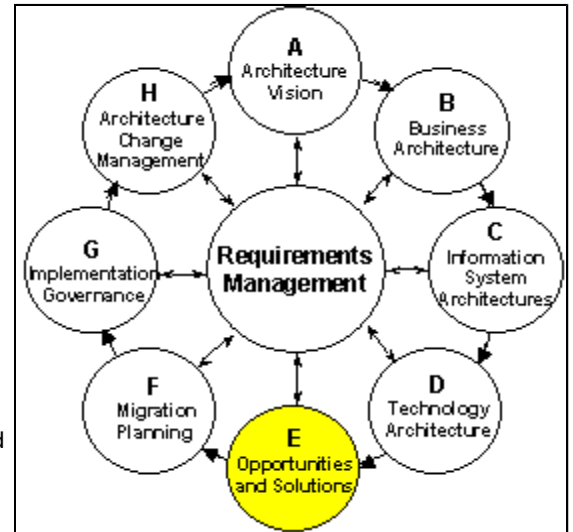 A
Architecture
Vision
B
Business
Architecture
C
Information
System
Architectures
D
Technology
Architecture
E
Opportunities
and Solutions
F
Migration
Planning
G
Implementation
Governance
H
Architecture
Change
Management
Requirements
Management